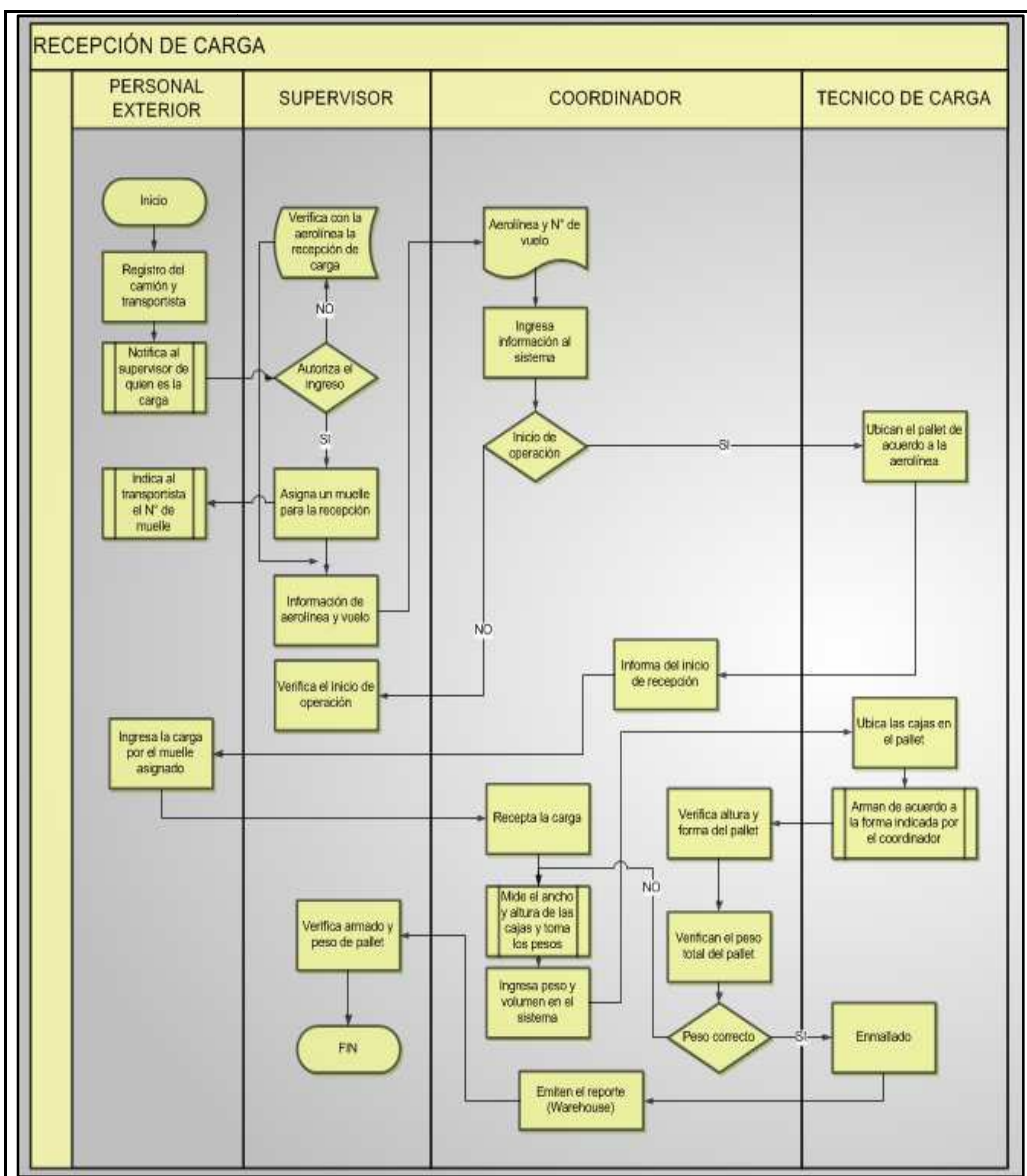 RECEPCIÓN DE CARGA
PERSONAL
EXTERIOR
SUPERVISOR
COORDINADOR
TECNICO DE CARGA
Inicio
Registro del
camión y
transportista
Notifica al
supervisor de
quien es la
carga
Verifica con la
aerolínea la
recepción de
carga
NO
Autoriza el
ingreso
SI
Asigna un muelle
para la recepción
Indica al
transportista
el N° de
muelle
Información de
aerolínea y vuelo
Verifica el inicio de
operación
Aerolínea y N° de
vuelo
Ingresa
información al
sistema
Inicio de
operación
SI
NO
Ubican el pallet de
acuerdo a la
aerolínea
Informa del inicio
de recepción
Ingresa la carga
por el muelle
asignado
Recepta la carga
Mide el ancho
y altura de las
cajas y toma
los pesos
Ingresa peso y
volumen en el
sistema
Ubica las cajas en
el pallet
Arman de acuerdo a
la forma indicada por
el coordinador
Verifica altura y
forma del pallet
NO
Verifican el peso
total del pallet
Peso correcto
SI
Enmallado
Emiten el reporte
(Warehouse)
Verifica armado y
peso de pallet
FIN